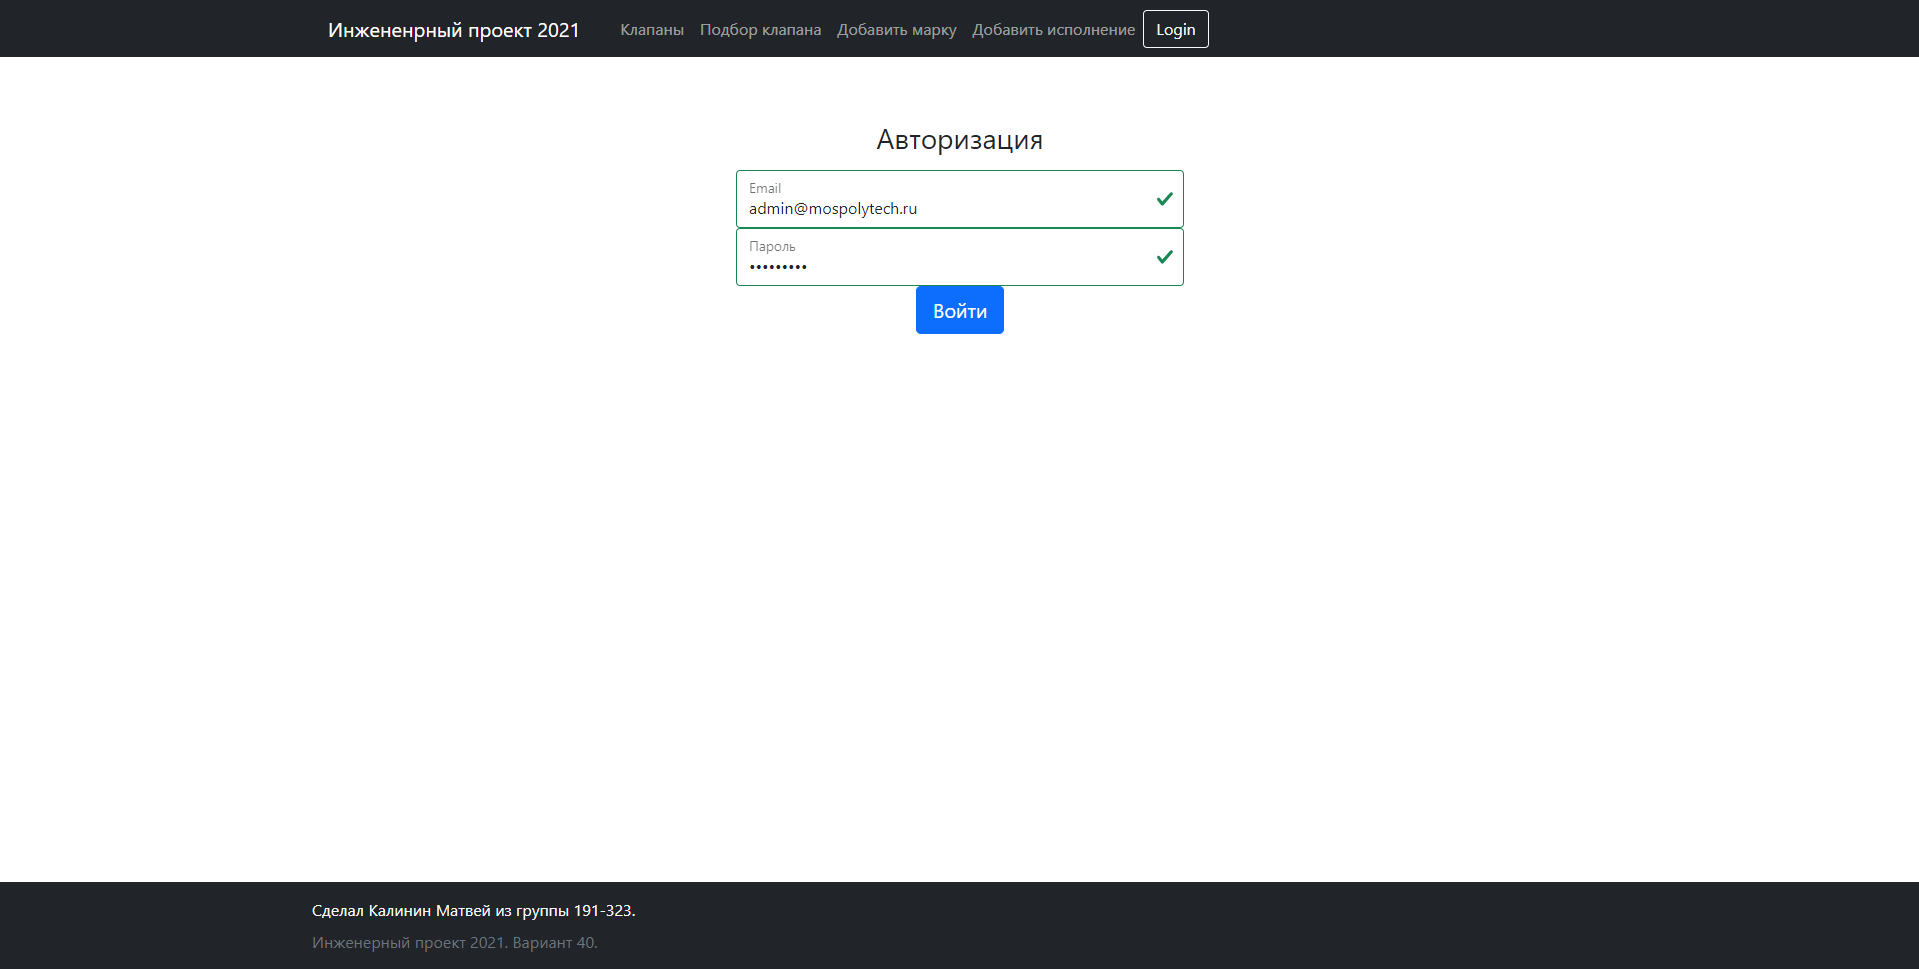 Инжененрный проект 2021 Клапаны Подбор клапана Добавить марку Добавить исполнение Login
Авторизация
Email
admin@mospolytech.ru
Пароль
•••••••••
Войти
Сделал Калинин Матвей из группы 191-323.
Инженерный проект 2021. Вариант 40.